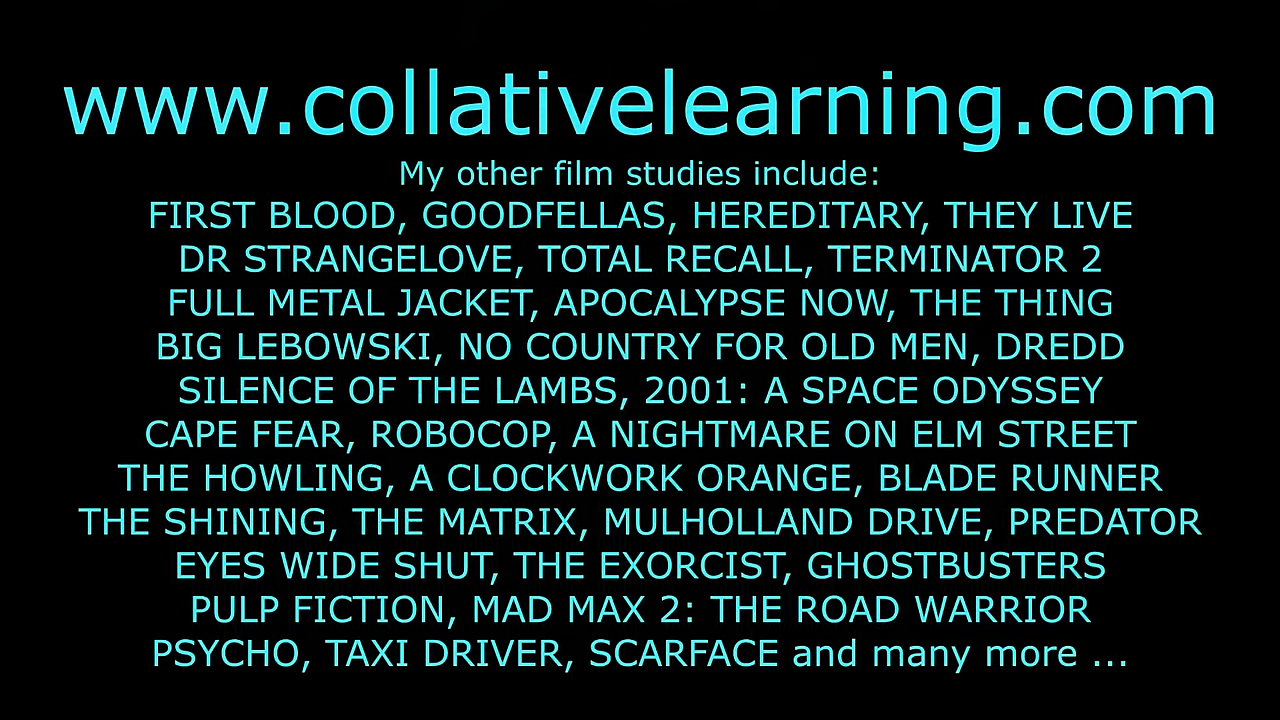 www.collativelearning.com
My other film studies include:
FIRST BLOOD, GOODFELLAS, HEREDITARY, THEY LIVE
DR STRANGELOVE, TOTAL RECALL, TERMINATOR 2
FULL METAL JACKET, APOCALYPSE NOW, THE THING
BIG LEBOWSKI, NO COUNTRY FOR OLD MEN, DREDD
SILENCE OF THE LAMBS, 2001: A SPACE ODYSSEY
CAPE FEAR, ROBOCOP, A NIGHTMARE ON ELM STREET
THE HOWLING, A CLOCKWORK ORANGE, BLADE RUNNER
THE SHINING, THE MATRIX, MULHOLLAND DRIVE, PREDATOR
EYES WIDE SHUT, THE EXORCIST, GHOSTBUSTERS
PULP FICTION, MAD MAX 2: THE ROAD WARRIOR
PSYCHO, TAXI DRIVER, SCARFACE and many more ...